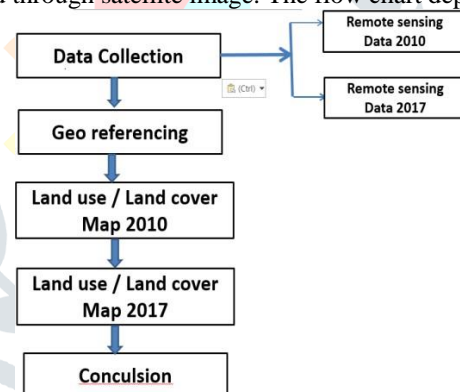 d through satellite image. The flow chart dep
Remote sensing
Data 2010
Data Collection
(Ctrl)
Remote sensing
Data 2017
Geo referencing
Land use / Land cover
Map 2010
Land use / Land cover
Map 2017
Conculsion